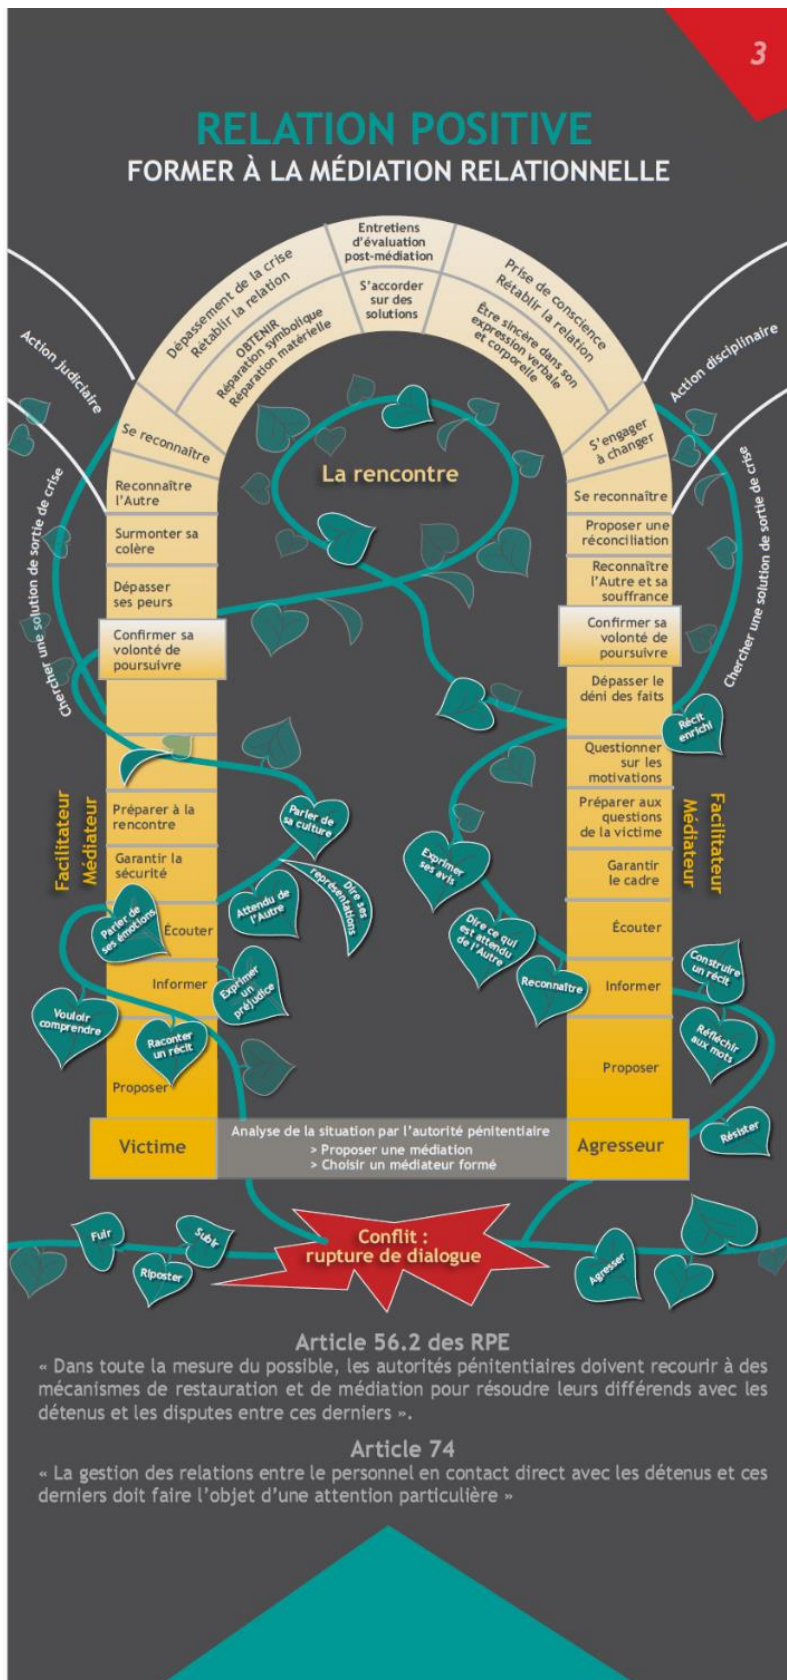 3
RELATION POSITIVE
FORMER À LA MÉDIATION RELATIONNELLE
Entretiens
d'évaluation
post-médiation
S'accorder
sur des
solutions
Dépassement de la crise
Rétablir la relation
OBTENIR
Réparation symbolique
Réparation matérielle
Prise de conscience
Rétablir la relation
Être sincère dans son
expression verbale
et corporelle
Action judiciaire
Action disciplinaire
Se reconnaître
S'engager
à changer
La rencontre
Chercher une solution de sortie de crise
Chercher une solution de sortie de crise
Reconnaître
l'Autre
Surmonter sa
colère
Dépasser
ses peurs
Confirmer sa
volonté de
poursuivre
Préparer à la
rencontre
Garantir la
sécurité
Écouter
Informer
Proposer
Facilitateur
Médiateur
Parler de
sa culture
Dire ses
représentations
Attendu de
l'Autre
Parler de
ses émotions
Exprimer
un
préjudice
Vouloir
comprendre
Raconter
un récit
Se reconnaître
Proposer une
réconciliation
Reconnaître
l'Autre et sa
souffrance
Confirmer sa
volonté de
poursuivre
Dépasser le
déni des faits
Questionner
sur les
motivations
Préparer aux
questions
de la victime
Garantir
le cadre
Écouter
Informer
Proposer
Facilitateur
Médiateur
Récit
enrichi
Exprimer
ses avis
Dire ce qui
est attendu
de l'Autre
Reconnaître
Construire
un récit
Réfléchir
aux mots
Résister
Victime
Analyse de la situation par l'autorité pénitentiaire
> Proposer une médiation
> Choisir un médiateur formé
Agresseur
Fuir
Riposter
Subir
Conflit :
rupture de dialogue
Agresser
Article 56.2 des RPE
« Dans toute la mesure du possible, les autorités pénitentiaires doivent recourir à des
mécanismes de restauration et de médiation pour résoudre leurs différends avec les
détenus et les disputes entre ces derniers ».
Article 74
« La gestion des relations entre le personnel en contact direct avec les détenus et ces
derniers doit faire l'objet d'une attention particulière »